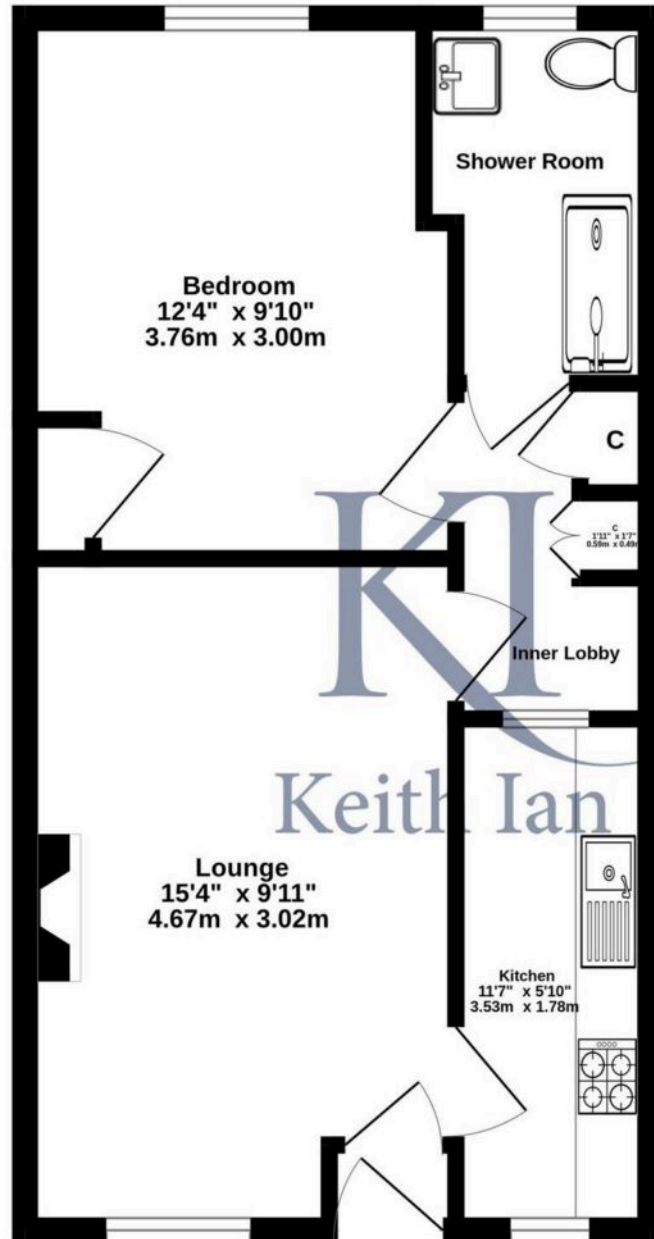 Shower Room
Bedroom
12'4" x 9'10"
3.76m x 3.00m
C
C
1'11" x 1'7"
0.59m x 0.49m
KI
Inner Lobby
Keith Ian
Lounge
15'4" x 9'11"
4.67m x 3.02m
Kitchen
11'7" x 5'10"
3.53m x 1.78m